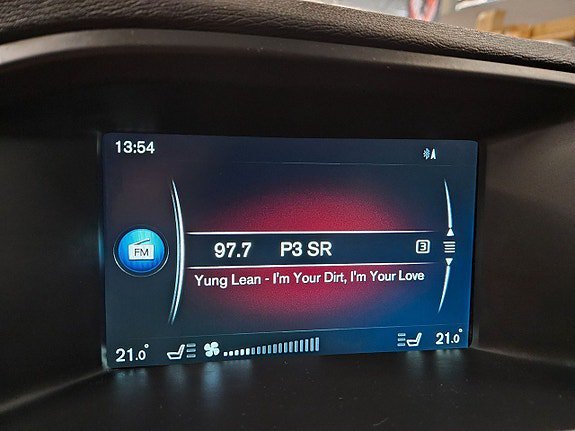 13:54
FM
97.7 P3 SR 3
Yung Lean - I'm Your Dirt, I'm Your Love
21.0° 21.0°